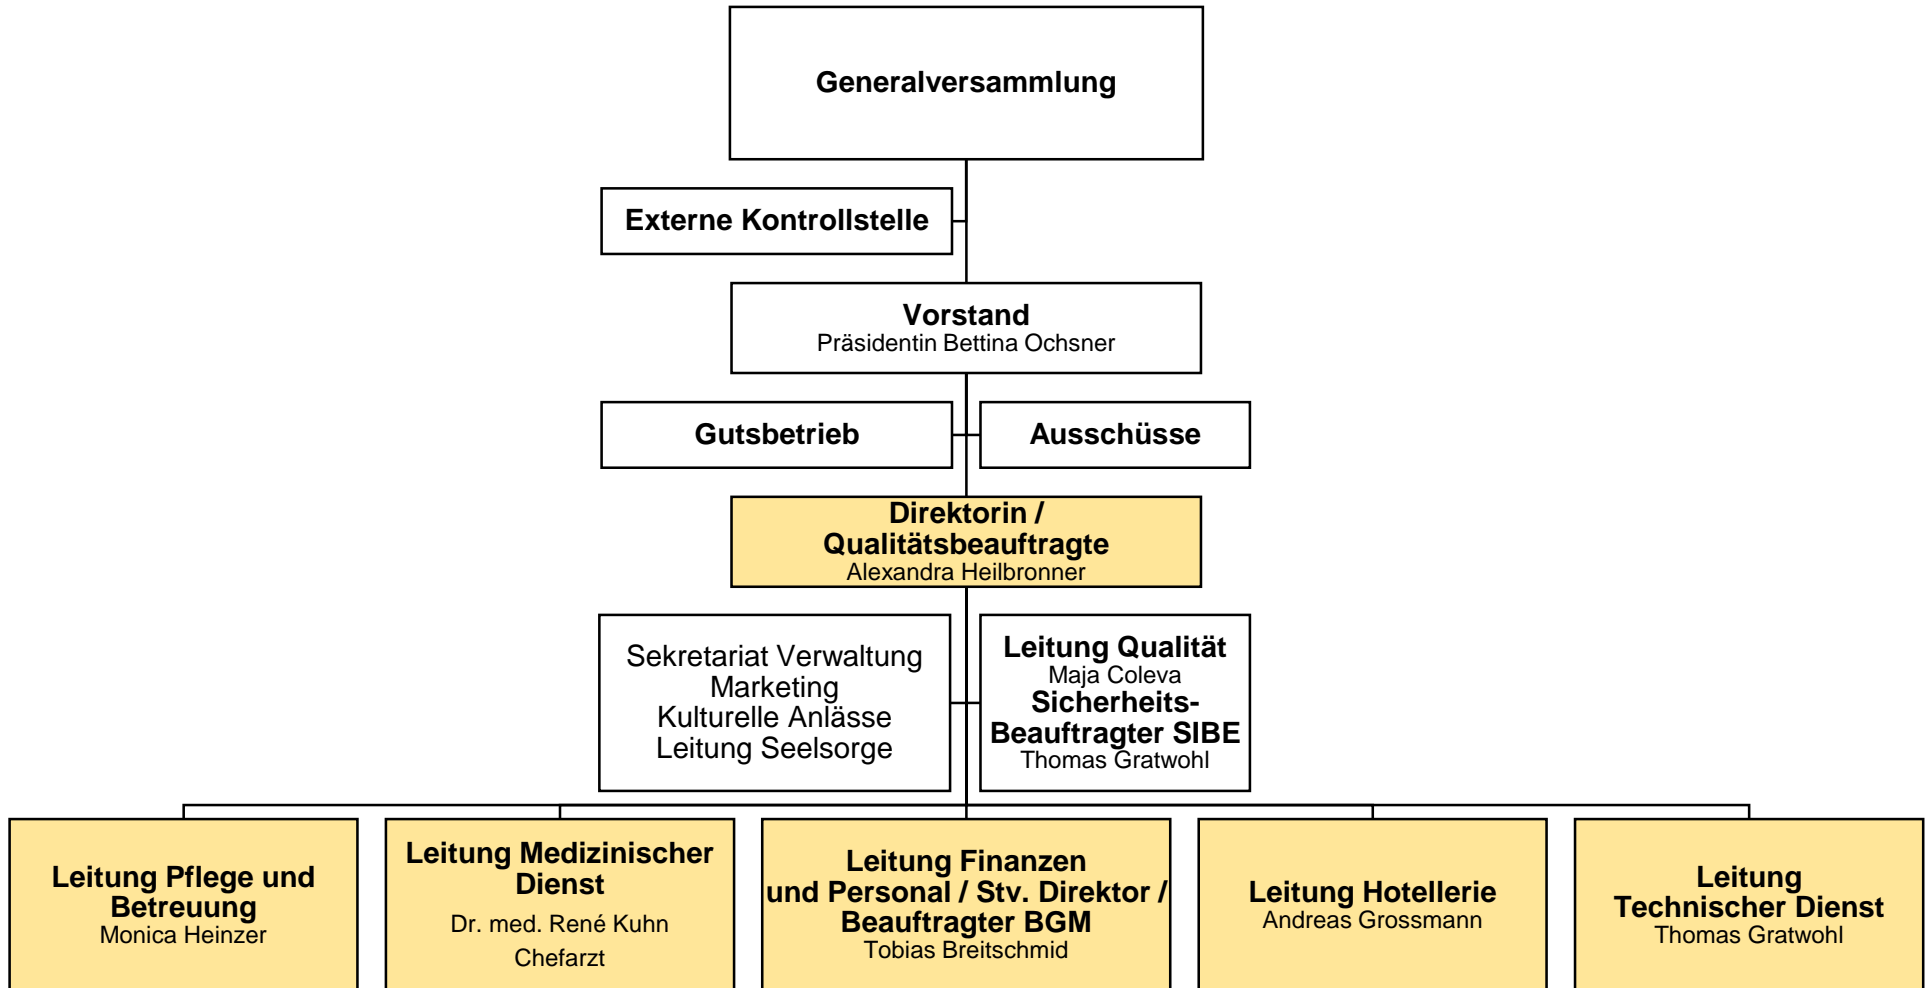 Generalversammlung
Externe Kontrollstelle
Vorstand
Präsidentin Bettina Ochsner
Gutsbetrieb
Ausschüsse
Direktorin /
Qualitätsbeauftragte
Alexandra Heilbronner
Sekretariat Verwaltung
Marketing
Kulturelle Anlässe
Leitung Seelsorge
Leitung Qualität
Maja Coleva
Sicherheits-
Beauftragter SIBE
Thomas Gratwohl
Leitung Pflege und
Betreuung
Monica Heinzer
Leitung Medizinischer
Dienst
Dr. med. René Kuhn
Chefarzt
Leitung Finanzen
und Personal / Stv. Direktor /
Beauftragter BGM
Tobias Breitschmid
Leitung Hotellerie
Andreas Grossmann
Leitung
Technischer Dienst
Thomas Gratwohl